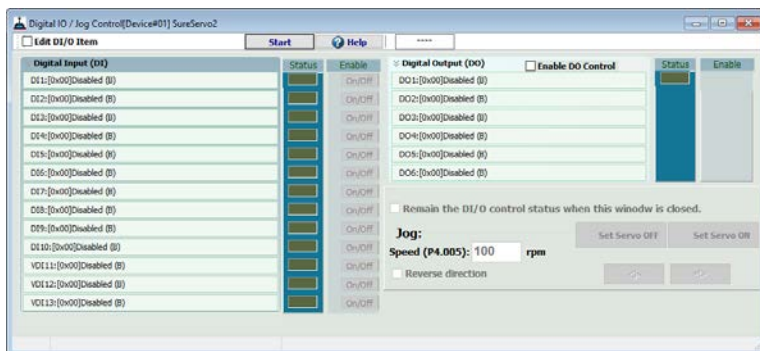 Digital IO / Jog Control[Device#01] SureServo2
Edit DI/O Item
Start
Help
----
Digital Input (DI)
Status
Enable
DI1:[0x00]Disabled (B)
On/Off
DI2:[0x00]Disabled (B)
On/Off
DI3:[0x00]Disabled (B)
On/Off
DI4:[0x00]Disabled (B)
On/Off
DI5:[0x00]Disabled (B)
On/Off
DI6:[0x00]Disabled (B)
On/Off
DI7:[0x00]Disabled (B)
On/Off
DI8:[0x00]Disabled (B)
On/Off
DI9:[0x00]Disabled (B)
On/Off
DI10:[0x00]Disabled (B)
On/Off
VDI11:[0x00]Disabled (B)
On/Off
VDI12:[0x00]Disabled (B)
On/Off
VDI13:[0x00]Disabled (B)
On/Off
Digital Output (DO)
Enable DO Control
Status
Enable
DO1:[0x00]Disabled (B)
DO2:[0x00]Disabled (B)
DO3:[0x00]Disabled (B)
DO4:[0x00]Disabled (B)
DO5:[0x00]Disabled (B)
DO6:[0x00]Disabled (B)
Remain the DI/O control status when this winodw is closed.
Jog:
Set Servo OFF
Set Servo ON
Speed (P4.005): 100 rpm
Reverse direction